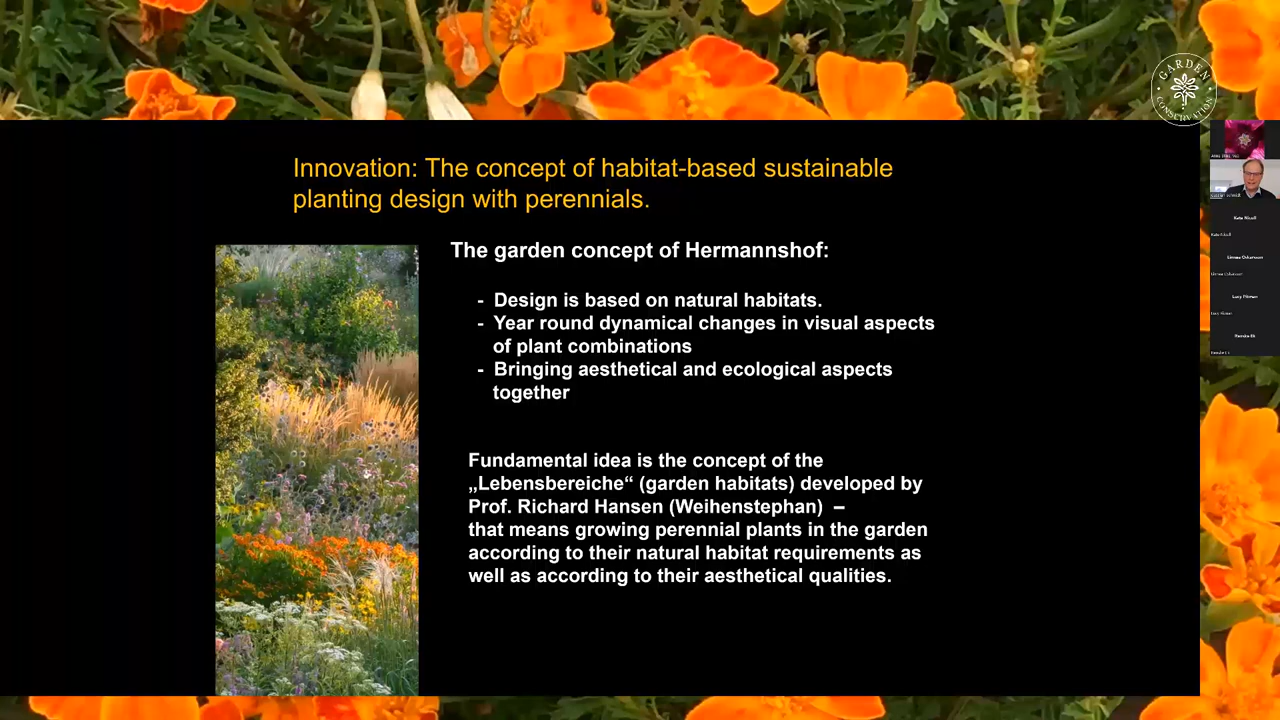 GARDEN
CONSERVATION
Innovation: The concept of habitat-based sustainable
planting design with perennials.
The garden concept of Hermannshof:
- Design is based on natural habitats.
- Year round dynamical changes in visual aspects
of plant combinations
- Bringing aesthetical and ecological aspects
together
Fundamental idea is the concept of the
„Lebensbereiche“ (garden habitats) developed by
Prof. Richard Hansen (Weihenstephan) –
that means growing perennial plants in the garden
according to their natural habitat requirements as
well as according to their aesthetical qualities.
Lucy Pitman